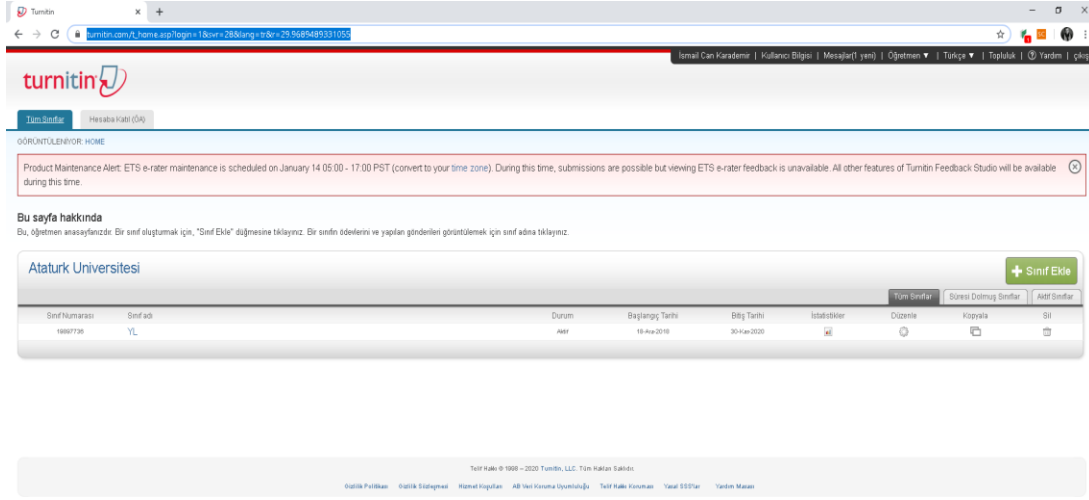 Turnitin
turnitin.com/t_home.asp?login=1&svr=28&lang=tr&r=29.9689489331055
İsmail Can Karademir | Kullanıcı Bilgisi | Mesajlar(1 yeni) | Öğretmen ▼ | Türkçe ▼ | Topluluk | Yardım | çıkış
turnitin
Tüm Sınıflar Hesaba Katıl (ÖA)
GÖRÜNTÜLENİYOR: HOME
Product Maintenance Alert: ETS e-rater maintenance is scheduled on January 14 05:00 - 17:00 PST (convert to your time zone). During this time, submissions are possible but viewing ETS e-rater feedback is unavailable. All other features of Turnitin Feedback Studio will be available
during this time.
Bu sayfa hakkında
Bu, öğretmen anasayfanızdır. Bir sınıf oluşturmak için, "Sınıf Ekle" düğmesine tıklayınız. Bir sınıfın ödevlerini ve yapılan gönderileri görüntülemek için sınıf adına tıklayınız.
Ataturk Universitesi
+ Sınıf Ekle
Tüm Sınıflar Süresi Dolmuş Sınıflar Aktif Sınıflar
Sınıf Numarası Sınıf adı Durum Başlangıç Tarihi Bitiş Tarihi İstatistikler Düzenle Kopyala Sil
YL Aktif 30-Kas-2020
Telif Hakkı © 1998 – 2020 Turnitin, LLC. Tüm Hakları Saklıdır.
Gizlilik Politikası Gizlilik Sözleşmesi Hizmet Koşulları AB Veri Koruma Uyumluluğu Telif Hakkı Koruması Yasal SSS'lar Yardım Masası